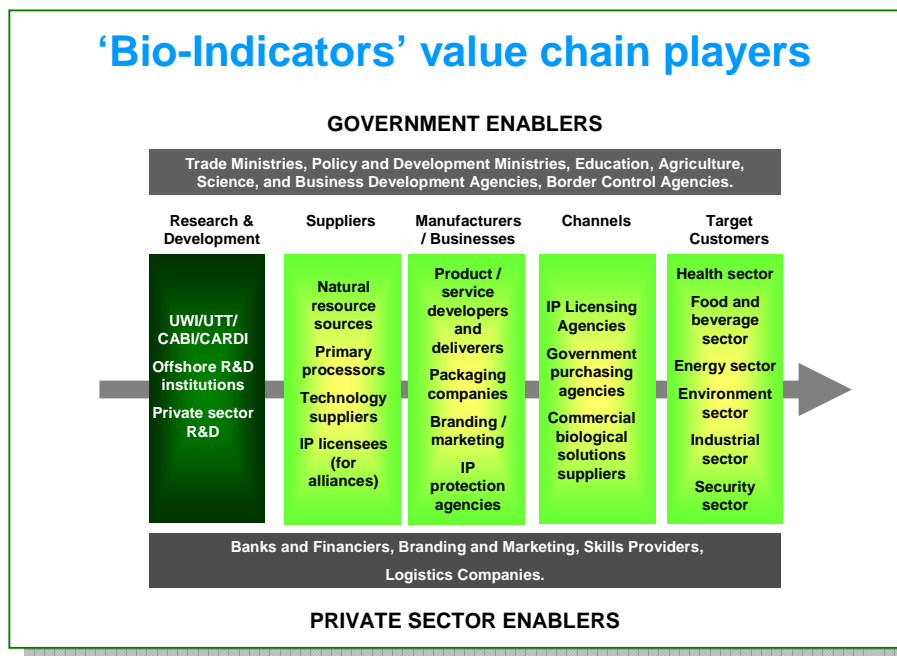 ‘Bio-Indicators’ value chain players
GOVERNMENT ENABLERS
Trade Ministries, Policy and Development Ministries, Education, Agriculture,
Science, and Business Development Agencies, Border Control Agencies.
Research &
Development
UWI/UTT/
CABI/CARDI
Offshore R&D
institutions
Private sector
R&D
Suppliers
Natural
resource
sources
Primary
processors
Technology
suppliers
IP licensees
(for
alliances)
Manufacturers
/ Businesses
Product /
service
developers
and
deliverers
Packaging
companies
Branding /
marketing
IP
protection
agencies
Channels
IP Licensing
Agencies
Government
purchasing
agencies
Commercial
biological
solutions
suppliers
Target
Customers
Health sector
Food and
beverage
sector
Energy sector
Environment
sector
Industrial
sector
Security
sector
Banks and Financiers, Branding and Marketing, Skills Providers,
Logistics Companies.
PRIVATE SECTOR ENABLERS